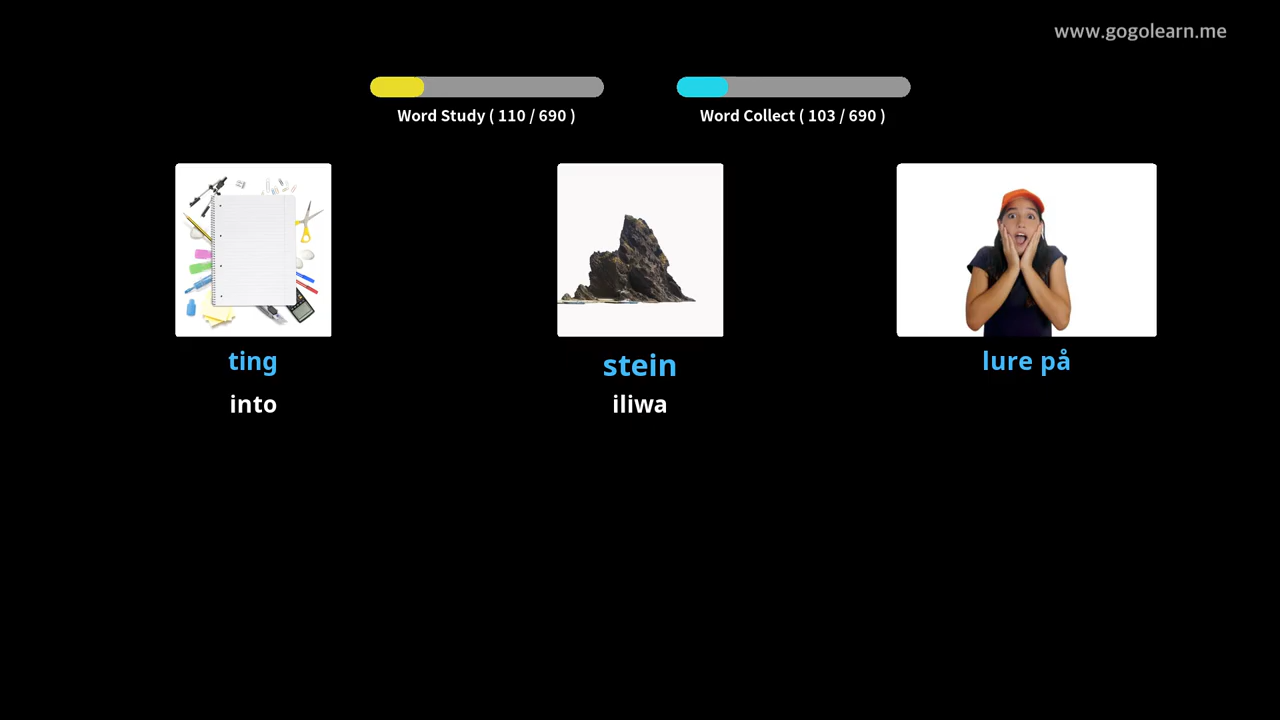 www.gogolearn.me
Word Study ( 110 / 690 )
Word Collect ( 103 / 690 )
ting
stein
lure på
into
iliwa